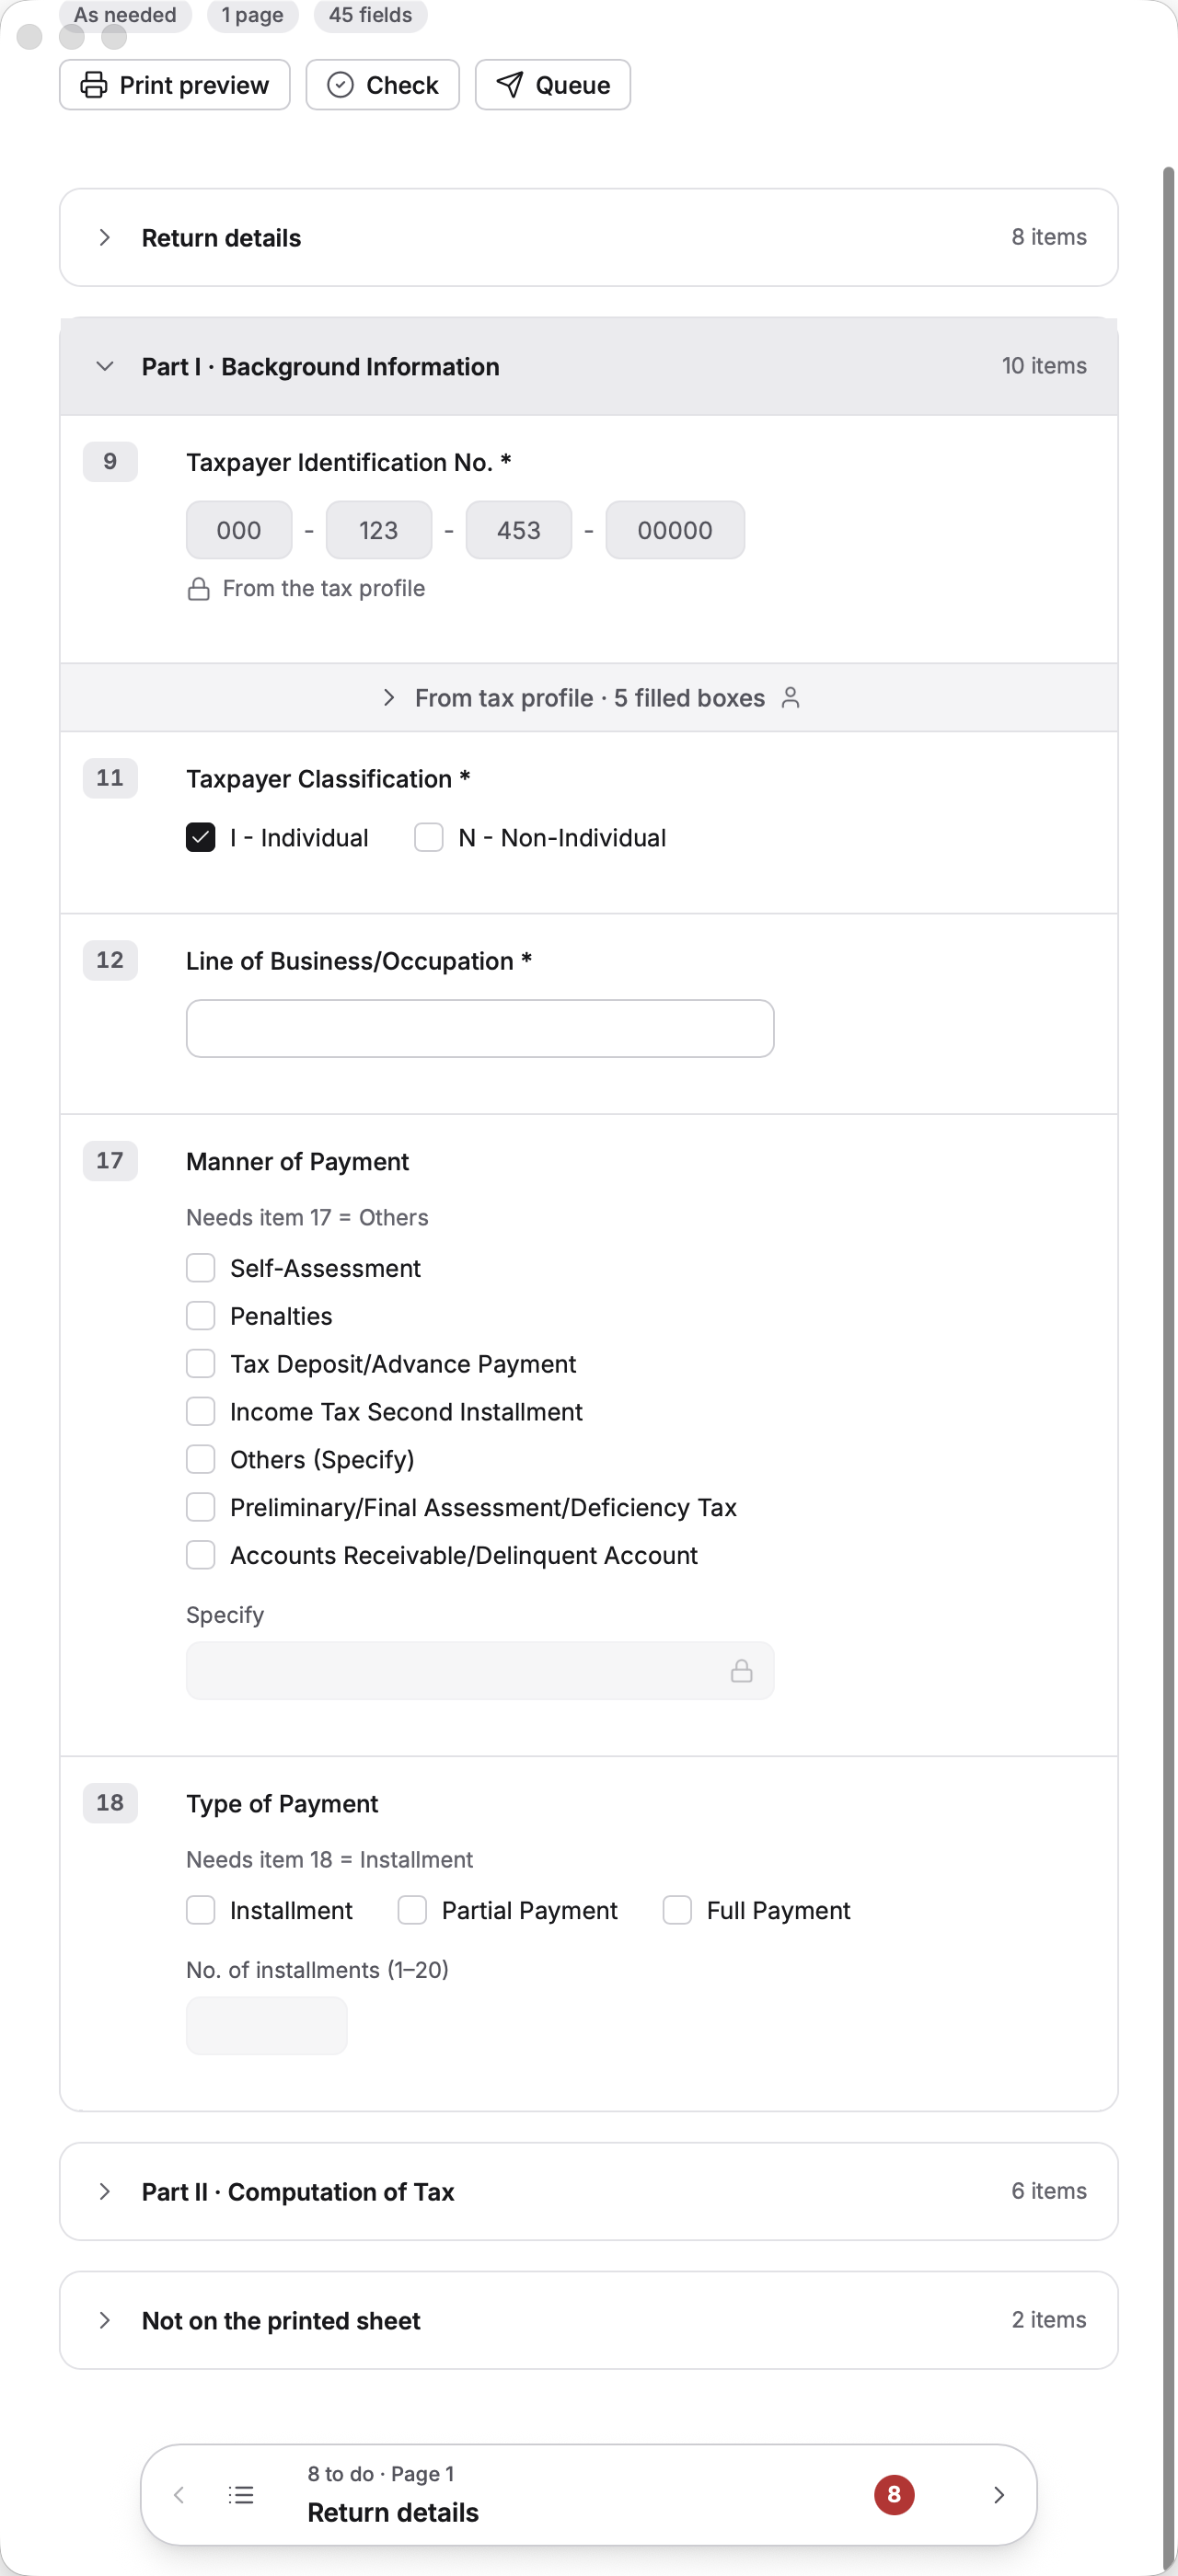 As needed 1 page 45 fields
Print preview Check Queue
Return details 8 items
Part I · Background Information 10 items
9 Taxpayer Identification No. *
000 - 123 - 453 - 00000
From the tax profile
From tax profile · 5 filled boxes
11 Taxpayer Classification *
I - Individual N - Non-Individual
12 Line of Business/Occupation *
17 Manner of Payment
Needs item 17 = Others
Self-Assessment
Penalties
Tax Deposit/Advance Payment
Income Tax Second Installment
Others (Specify)
Preliminary/Final Assessment/Deficiency Tax
Accounts Receivable/Delinquent Account
Specify
18 Type of Payment
Needs item 18 = Installment
Installment Partial Payment Full Payment
No. of installments (1–20)
Part II · Computation of Tax 6 items
Not on the printed sheet 2 items
8 to do · Page 1
Return details 8